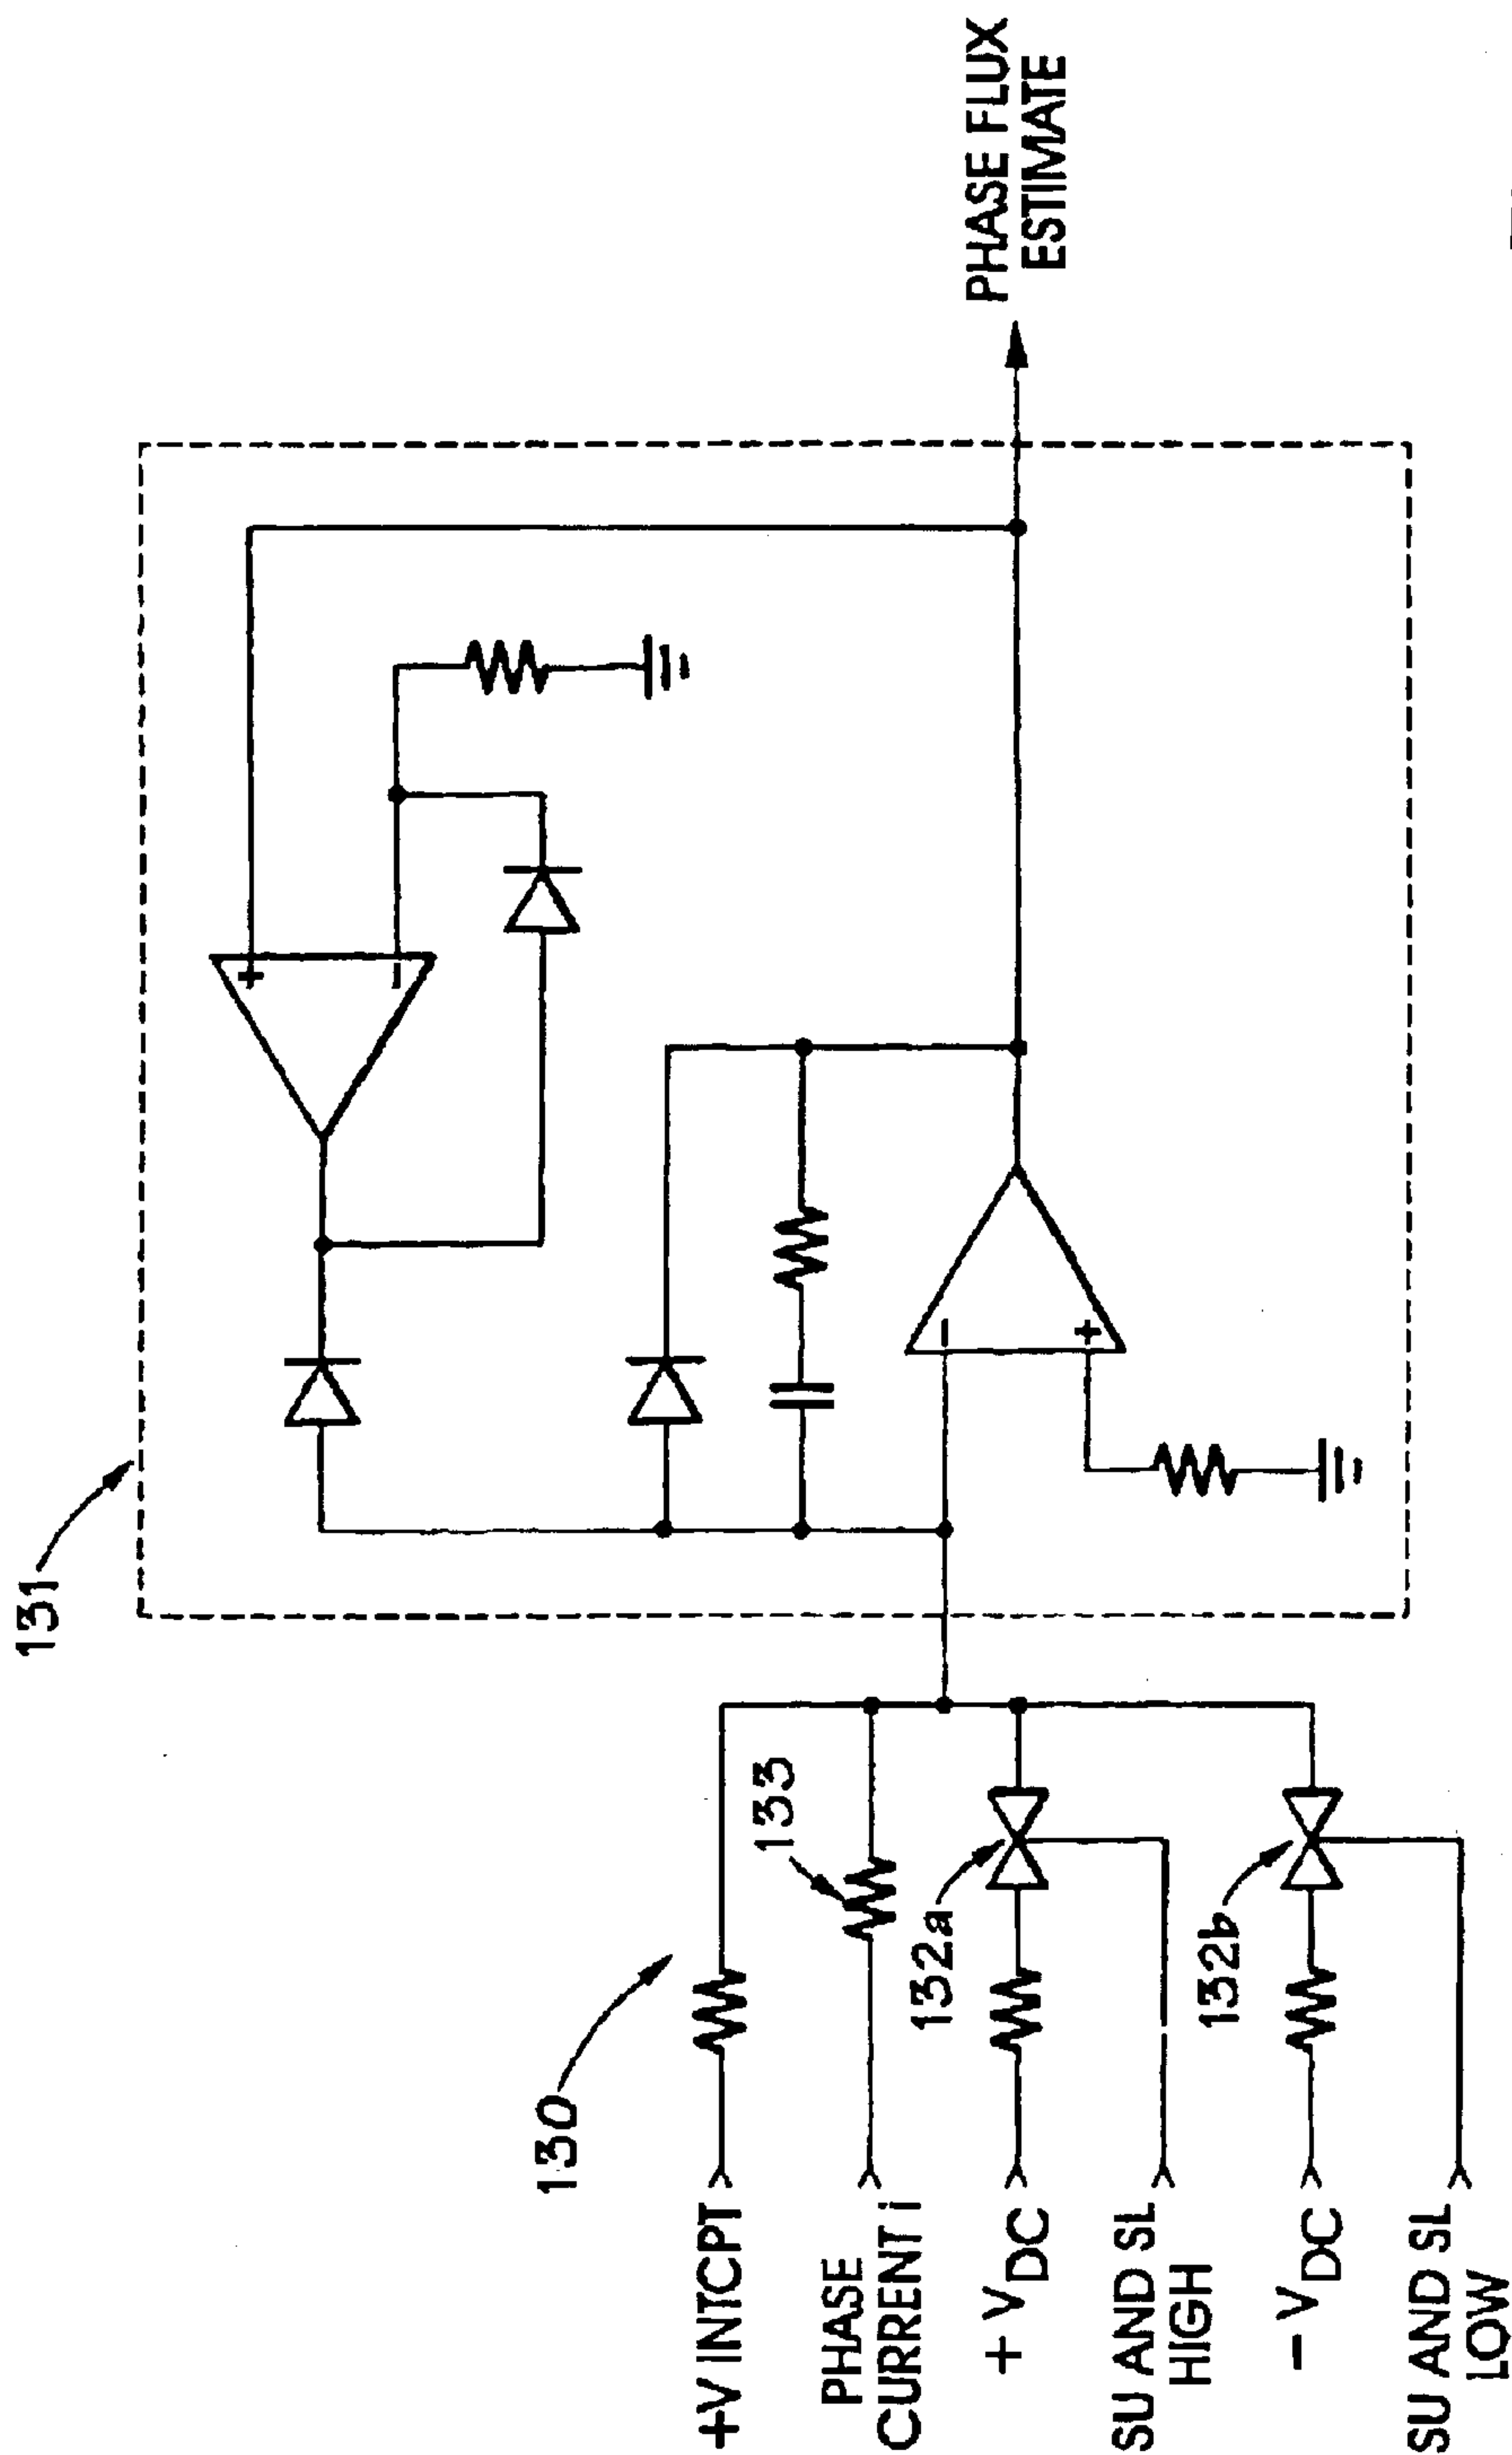 131
130
133
132a
132b
+V INTCPT
PHASE
CURRENT i
+ VDC
SU AND SL
HIGH
− VDC
SU AND SL
LOW
+
−
−
+
PHASE FLUX
ESTIMATE